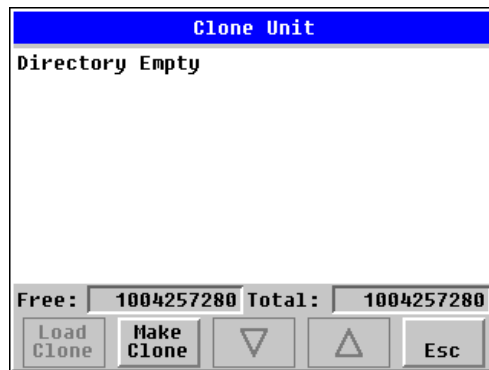 Clone Unit
Directory Empty
Free: 1004257280 Total: 1004257280
Load Clone Make Clone Esc